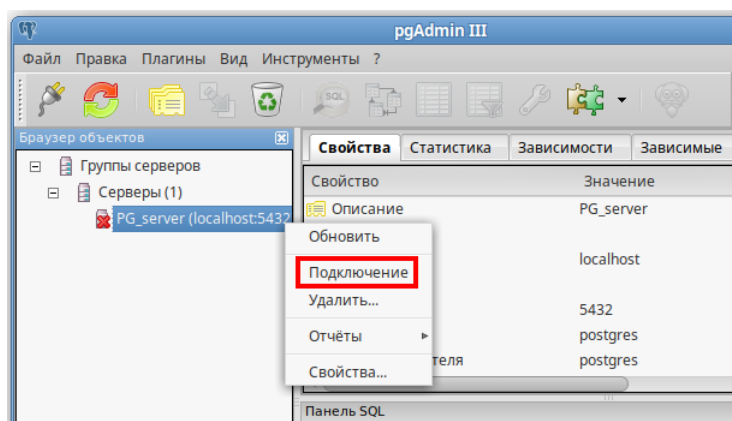 pgAdmin III
Файл Правка Плагины Вид Инструменты ?
SQL
Браузер объектов
Группы серверов
Серверы (1)
PG_server (localhost:5432
Обновить
Подключение
Удалить...
Отчёты
Свойства...
Свойства Статистика Зависимости Зависимые
Свойство Значение
Описание PG_server
localhost
5432
postgres
теля postgres
Панель SQL